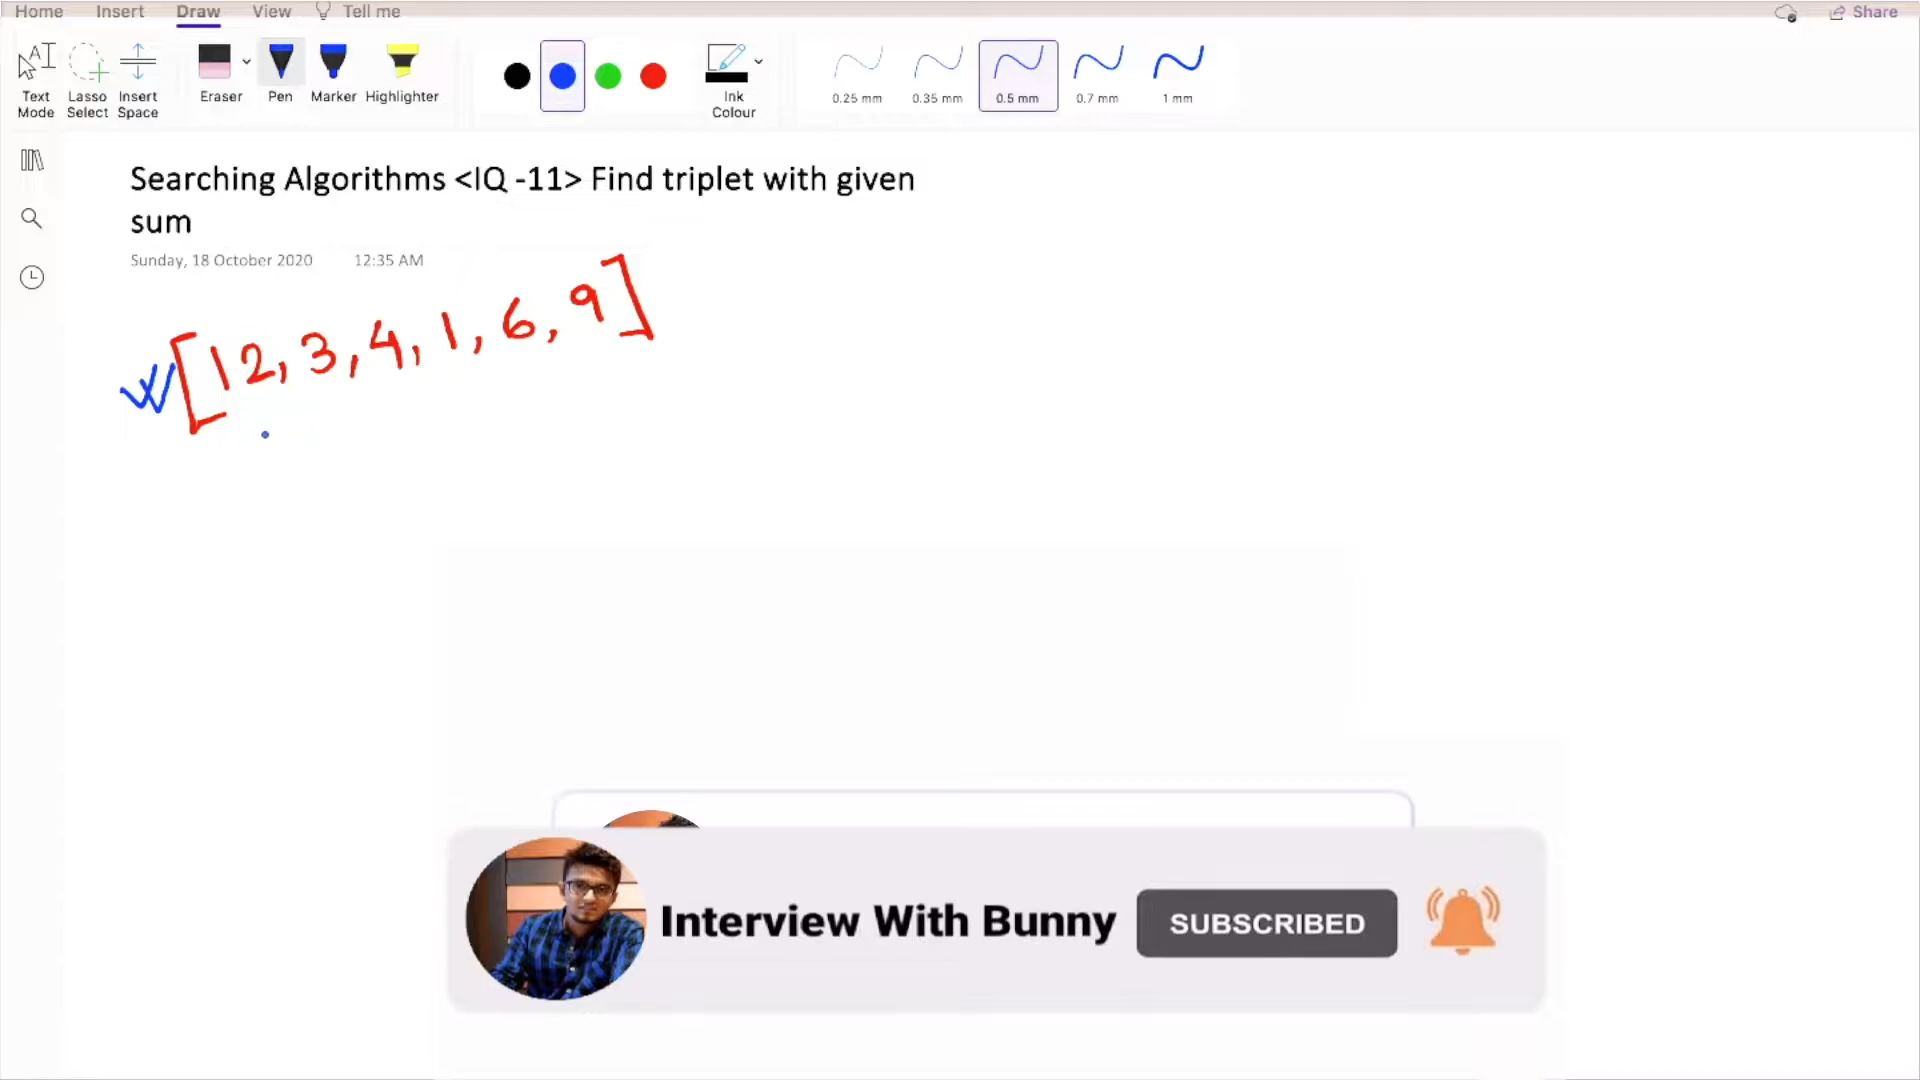 Home Insert Draw View Tell me Share
Text Mode
Lasso Select
Insert Space
Eraser
Pen
Marker
Highlighter
Ink Colour
0.25 mm
0.35 mm
0.5 mm
0.7 mm
1 mm
Searching Algorithms <IQ -11> Find triplet with given
sum
Sunday, 18 October 2020 12:35 AM
[12, 3, 4, 1, 6, 9]
Interview With Bunny SUBSCRIBED